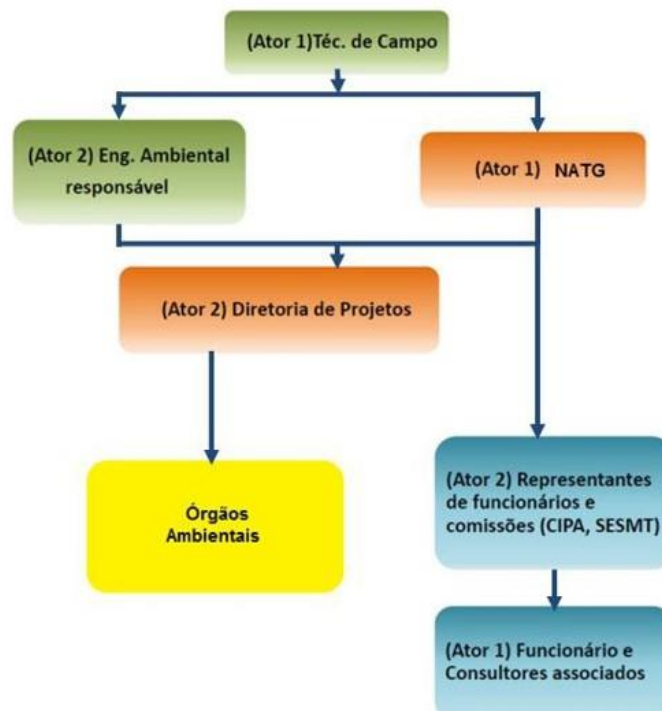 (Ator 1)Téc. de Campo
(Ator 2) Eng. Ambiental
responsável
(Ator 1) NATG
(Ator 2) Diretoria de Projetos
Órgãos
Ambientais
(Ator 2) Representantes
de funcionários e
comissões (CIPA, SESMT)
(Ator 1) Funcionário e
Consultores associados